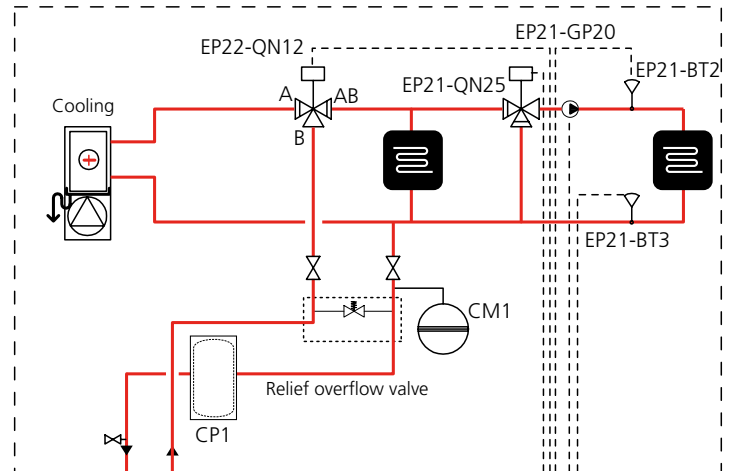 EP21-GP20
EP22-QN12
EP21-BT2
EP21-QN25
Cooling
A
AB
B
EP21-BT3
CM1
Relief overflow valve
CP1